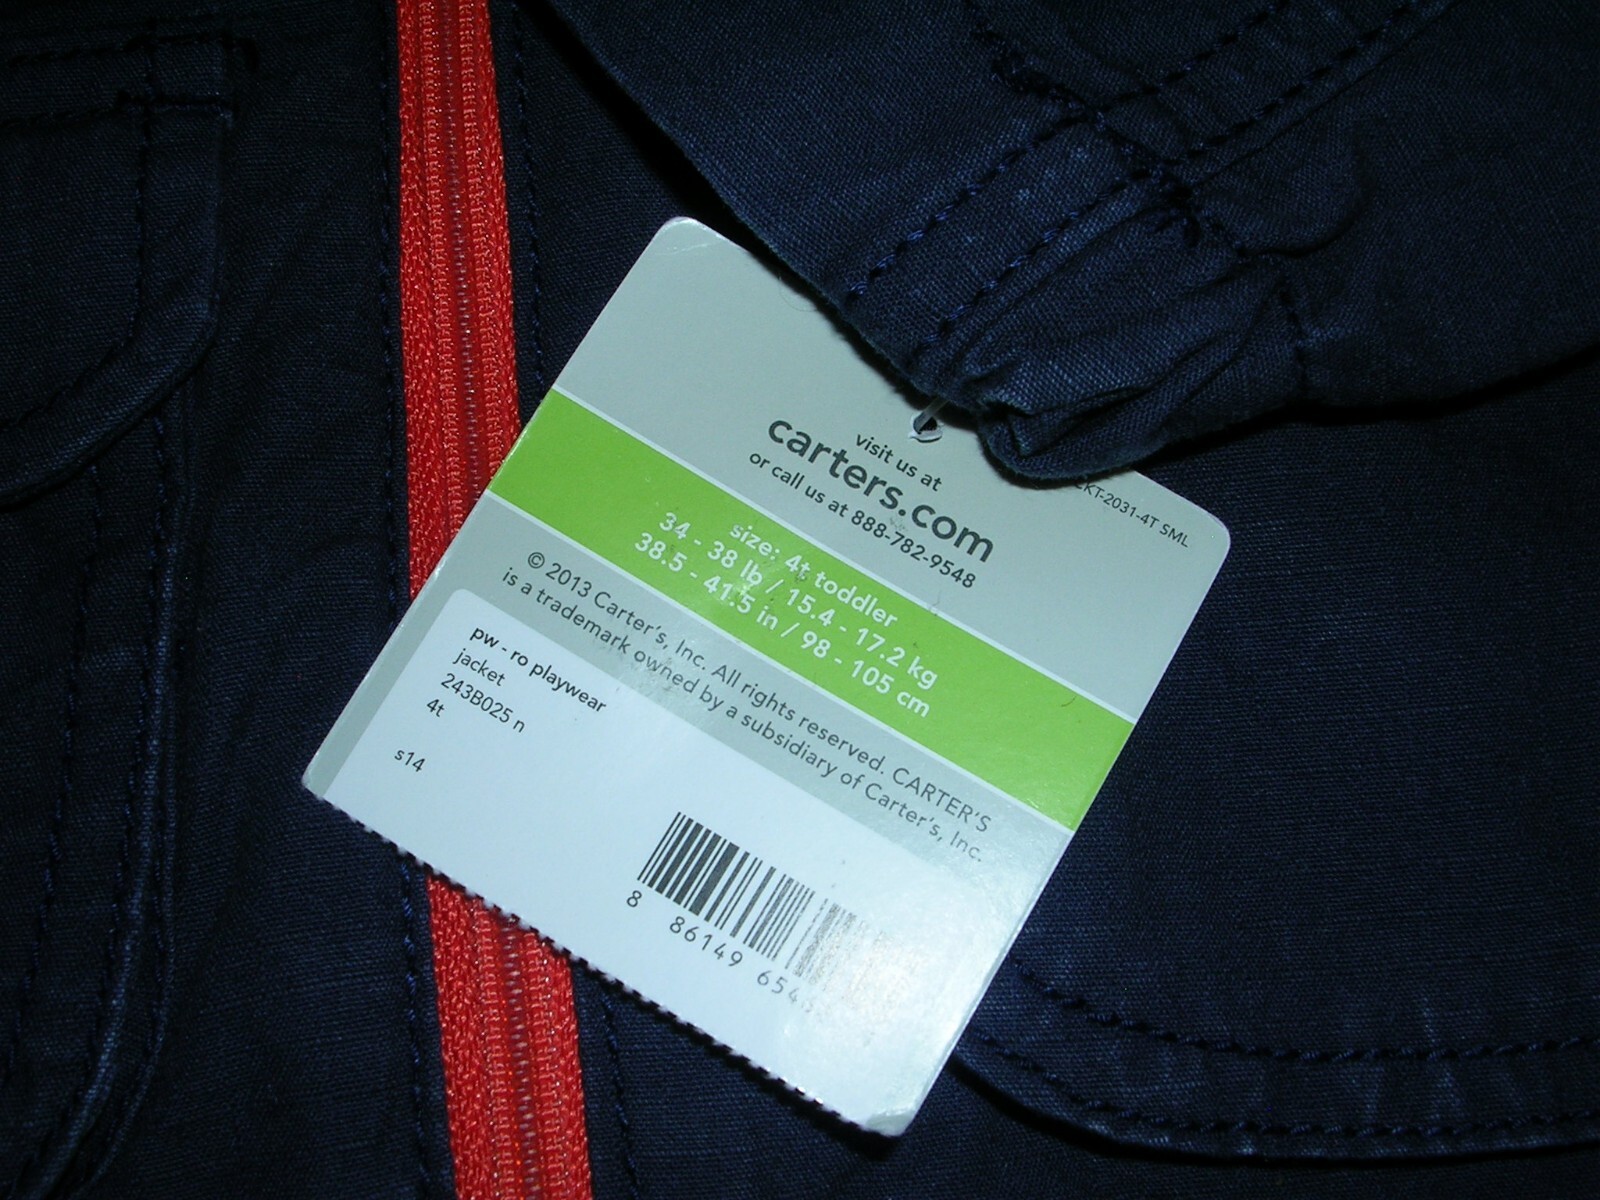 visit us at
carters.com
or call us at 888-782-9548
KT-2031-4T SML
size: 4t toddler
34 - 38 lb / 15.4 - 17.2 kg
38.5 - 41.5 in / 98 - 105 cm
© 2013 Carter's, Inc. All rights reserved. CARTER'S
is a trademark owned by a subsidiary of Carter's, Inc.
pw - ro playwear
jacket
243B025 n
4t
s14
8 86149 654